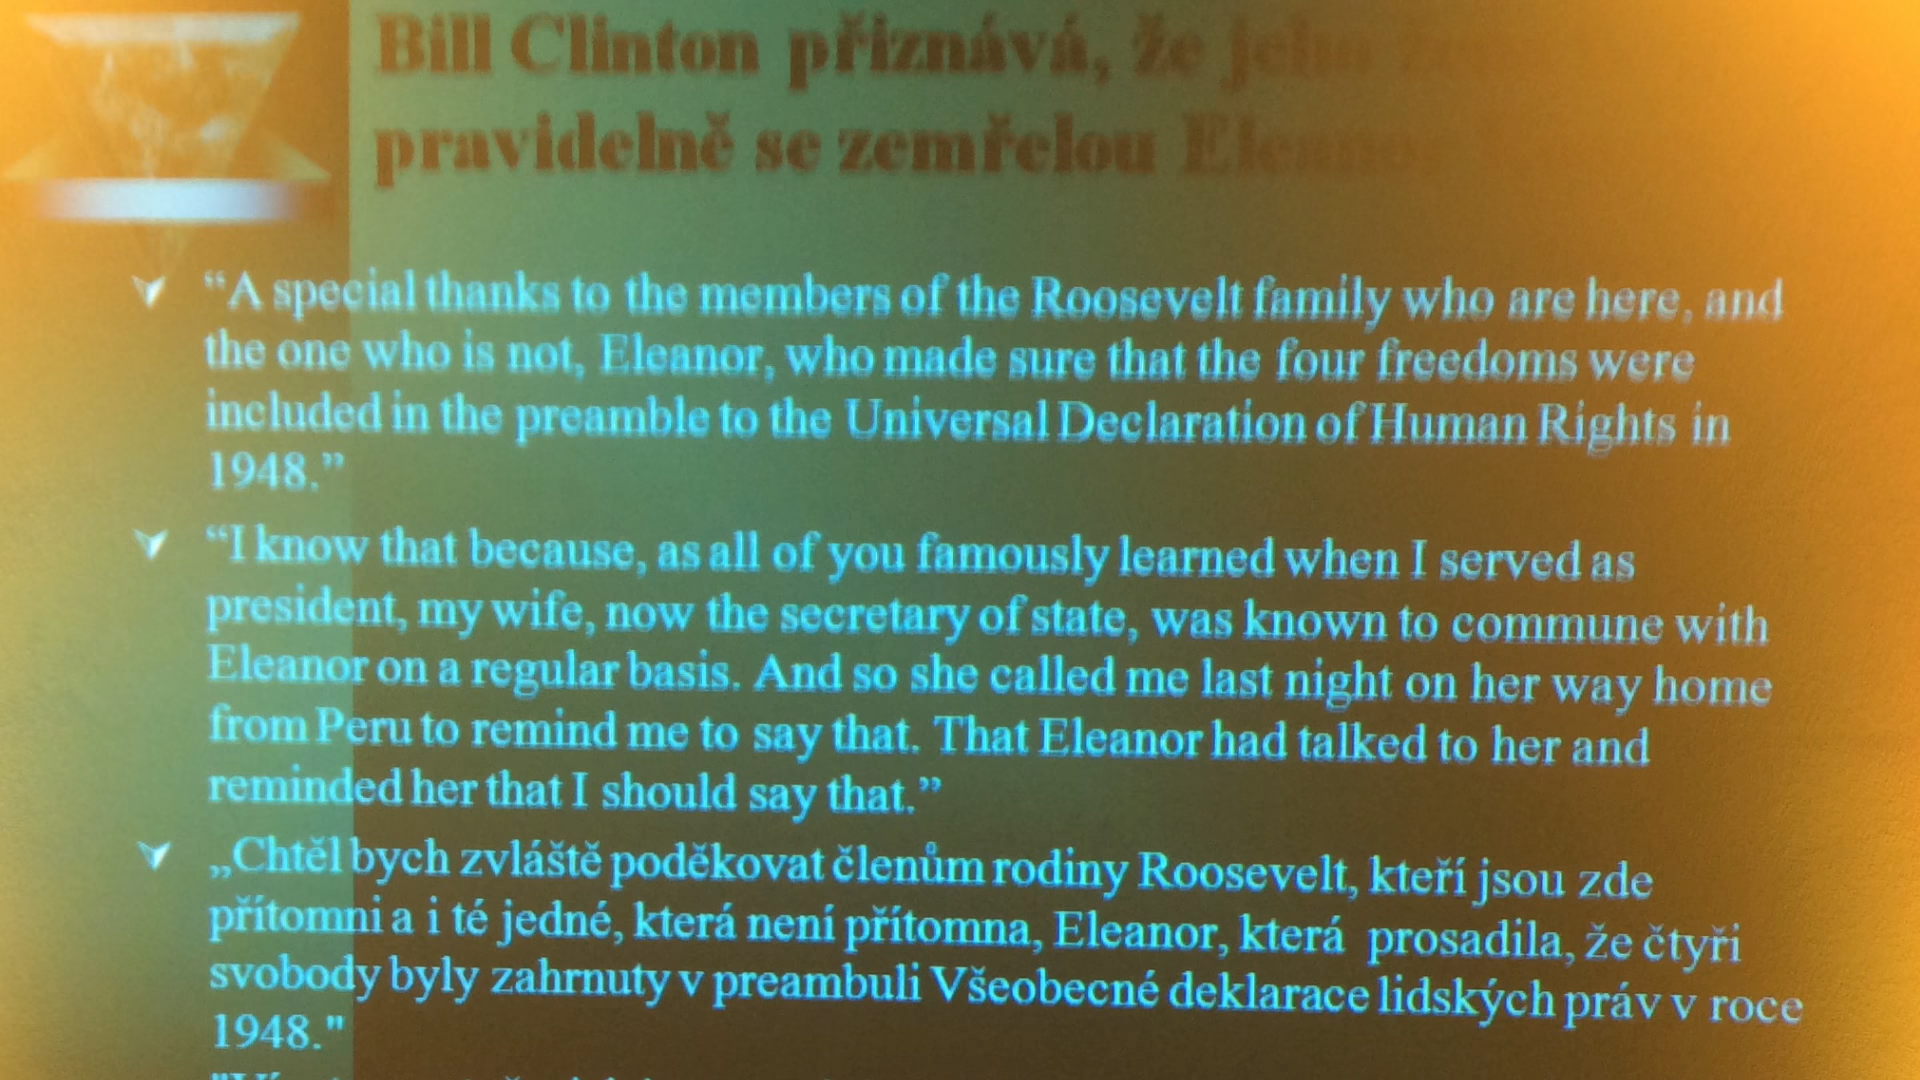 Bill Clinton přiznává, že jeho
pravidelně se zemřelou Eleanor
“A special thanks to the members of the Roosevelt family who are here, and
the one who is not, Eleanor, who made sure that the four freedoms were
included in the preamble to the Universal Declaration of Human Rights in
1948.”
“I know that because, as all of you famously learned when I served as
president, my wife, now the secretary of state, was known to commune with
Eleanor on a regular basis. And so she called me last night on her way home
from Peru to remind me to say that. That Eleanor had talked to her and
reminded her that I should say that.”
„Chtěl bych zvláště poděkovat členům rodiny Roosevelt, kteří jsou zde
přítomni a i té jedné, která není přítomna, Eleanor, která prosadila, že čtyři
svobody byly zahrnuty v preambuli Všeobecné deklarace lidských práv v roce
1948."